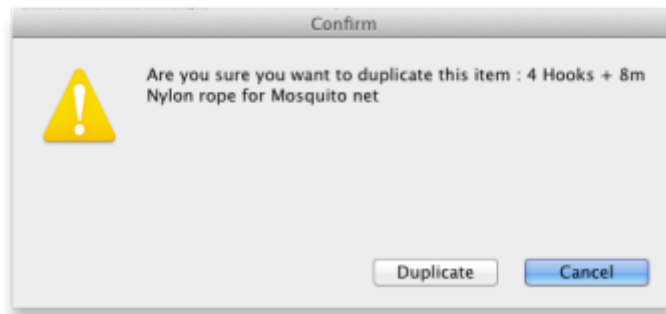 Confirm
Are you sure you want to duplicate this item : 4 Hooks + 8m
Nylon rope for Mosquito net
Duplicate
Cancel